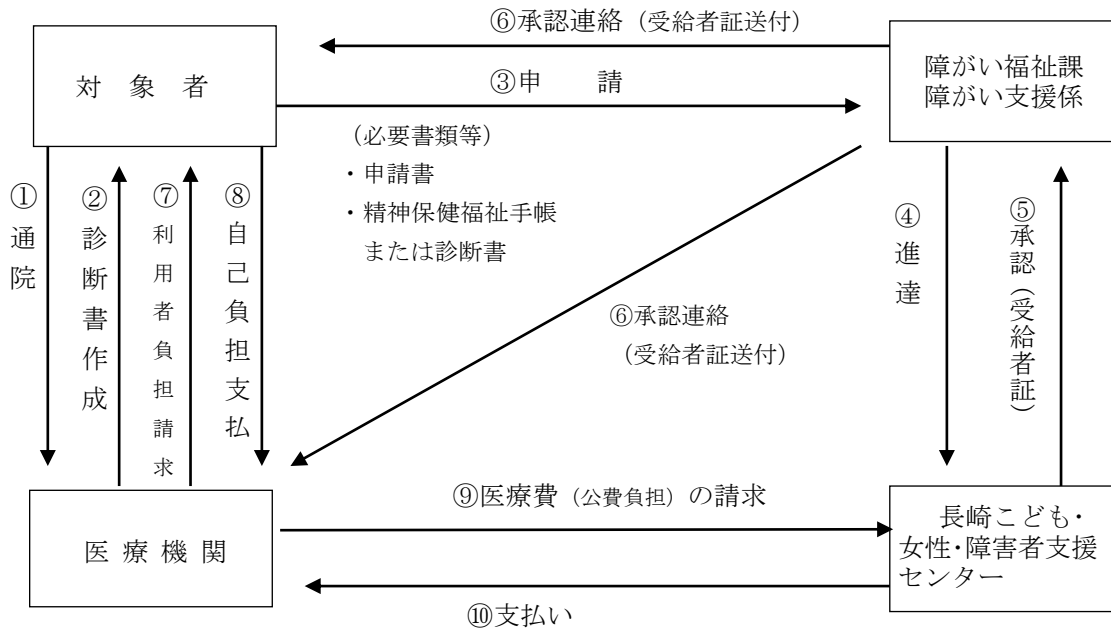 ⑥承認連絡（受給者証送付）
対象者
③申請
障がい福祉課
障がい支援係
（必要書類等）
・申請書
・精神保健福祉手帳
または診断書
①通院
②診断書作成
⑦利用者負担請求
⑧自己負担支払
⑥承認連絡
（受給者証送付）
④進達
⑤承認（受給者証）
⑨医療費（公費負担）の請求
医療機関
長崎こども・
女性・障害者支援
センター
⑩支払い